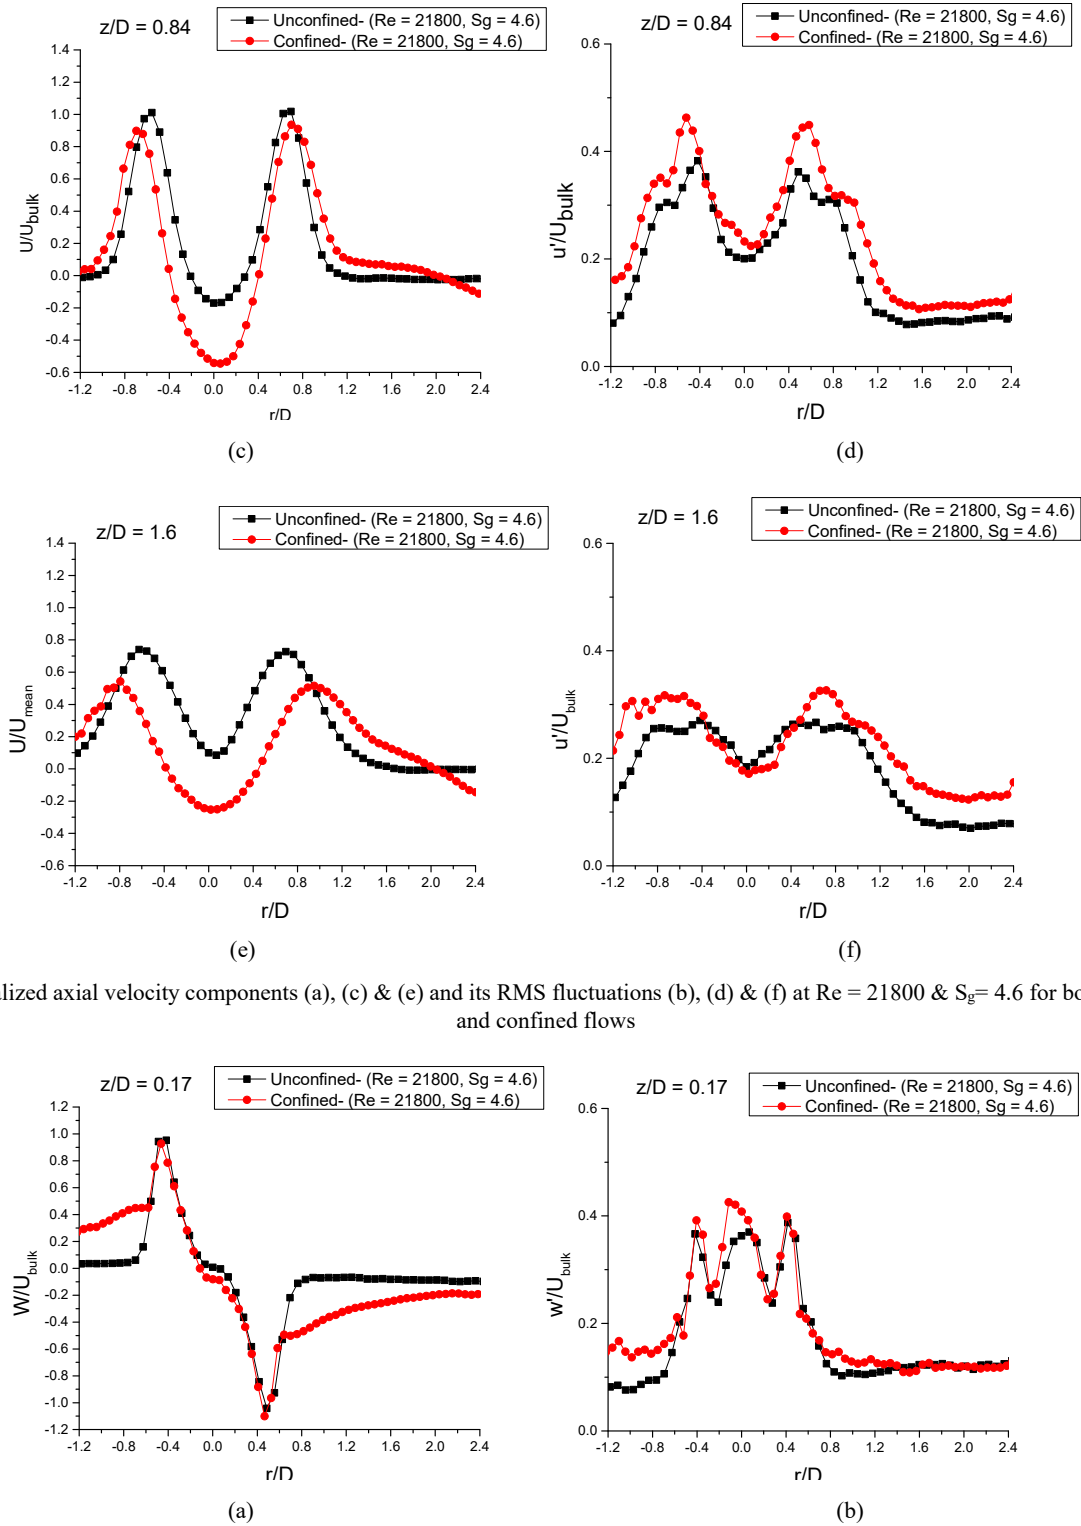 z/D = 0.84
Unconfined- (Re = 21800, Sg = 4.6)
Confined- (Re = 21800, Sg = 4.6)
1.4
1.2
1.0
0.8
0.6
0.4
0.2
0.0
-0.2
-0.4
-0.6
U/Ubulk
-1.2 -0.8 -0.4 0.0 0.4 0.8 1.2 1.6 2.0 2.4
r/D
(c)
z/D = 0.84
Unconfined- (Re = 21800, Sg = 4.6)
Confined- (Re = 21800, Sg = 4.6)
0.6
0.4
0.2
0.0
u'/Ubulk
-1.2 -0.8 -0.4 0.0 0.4 0.8 1.2 1.6 2.0 2.4
r/D
(d)
z/D = 1.6
Unconfined- (Re = 21800, Sg = 4.6)
Confined- (Re = 21800, Sg = 4.6)
1.4
1.2
1.0
0.8
0.6
0.4
0.2
0.0
-0.2
-0.4
-0.6
U/Umean
-1.2 -0.8 -0.4 0.0 0.4 0.8 1.2 1.6 2.0 2.4
r/D
(e)
z/D = 1.6
Unconfined- (Re = 21800, Sg = 4.6)
Confined- (Re = 21800, Sg = 4.6)
0.6
0.4
0.2
0.0
u'/Ubulk
-1.2 -0.8 -0.4 0.0 0.4 0.8 1.2 1.6 2.0 2.4
r/D
(f)
alized axial velocity components (a), (c) & (e) and its RMS fluctuations (b), (d) & (f) at Re = 21800 & Sg= 4.6 for bo
and confined flows
z/D = 0.17
Unconfined- (Re = 21800, Sg = 4.6)
Confined- (Re = 21800, Sg = 4.6)
1.2
1.0
0.8
0.6
0.4
0.2
0.0
-0.2
-0.4
-0.6
-0.8
-1.0
-1.2
W/Ubulk
-1.2 -0.8 -0.4 0.0 0.4 0.8 1.2 1.6 2.0 2.4
r/D
(a)
z/D = 0.17
Unconfined- (Re = 21800, Sg = 4.6)
Confined- (Re = 21800, Sg = 4.6)
0.6
0.4
0.2
0.0
w'/Ubulk
-1.2 -0.8 -0.4 0.0 0.4 0.8 1.2 1.6 2.0 2.4
r/D
(b)